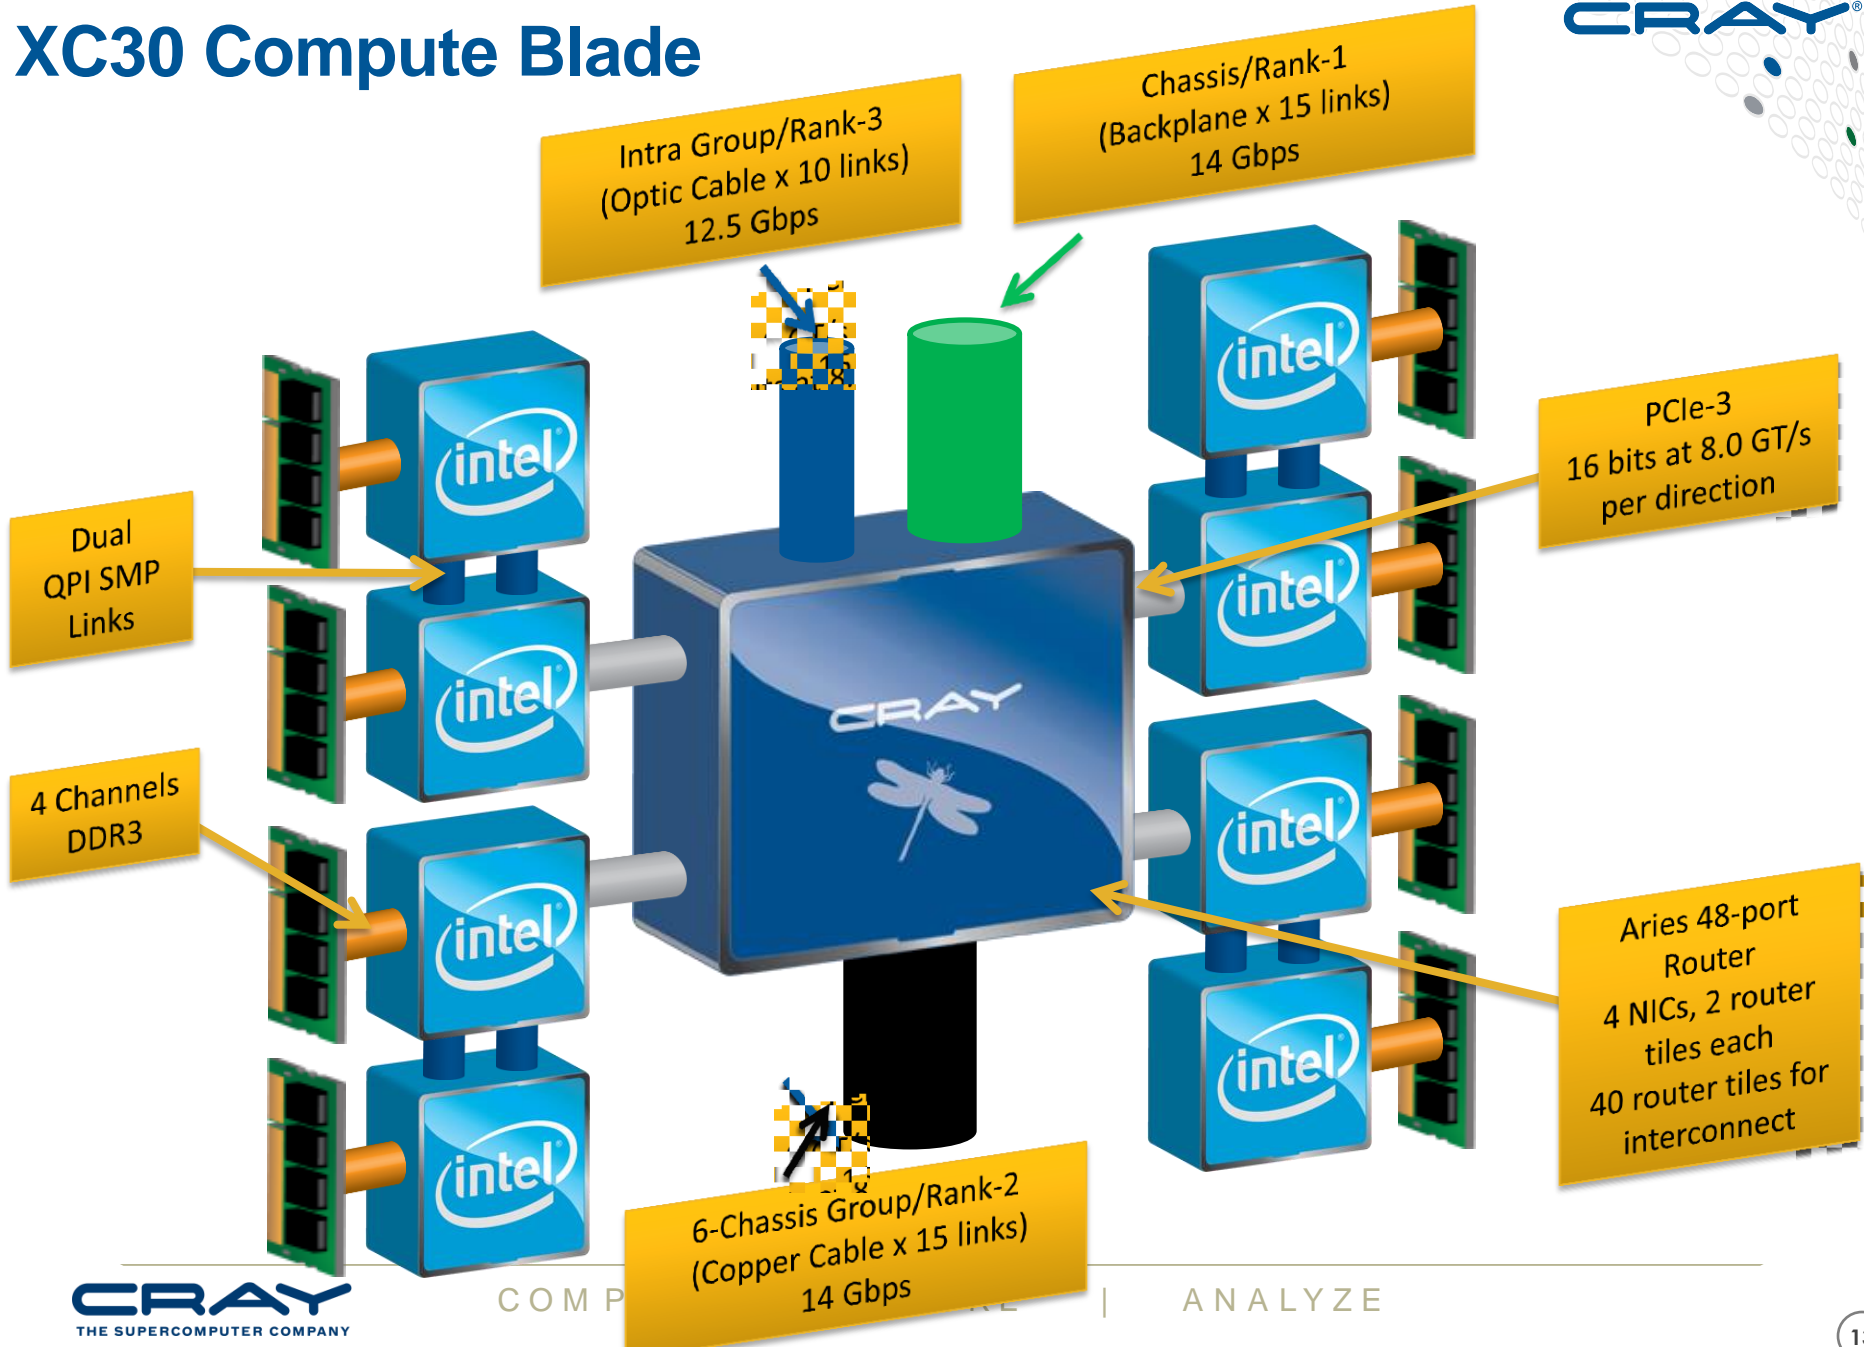 XC30 Compute Blade
CRAY
Chassis/Rank-1
(Backplane x 15 links)
14 Gbps
Intra Group/Rank-3
(Optic Cable x 10 links)
12.5 Gbps
intel
intel
intel
intel
intel
intel
intel
intel
PCIe-3
16 bits at 8.0 GT/s
per direction
Dual
QPI SMP
Links
CRAY
4 Channels
DDR3
Aries 48-port
Router
4 NICs, 2 router
tiles each
40 router tiles for
interconnect
6-Chassis Group/Rank-2
(Copper Cable x 15 links)
14 Gbps
CRAY
THE SUPERCOMPUTER COMPANY
| ANALYZE